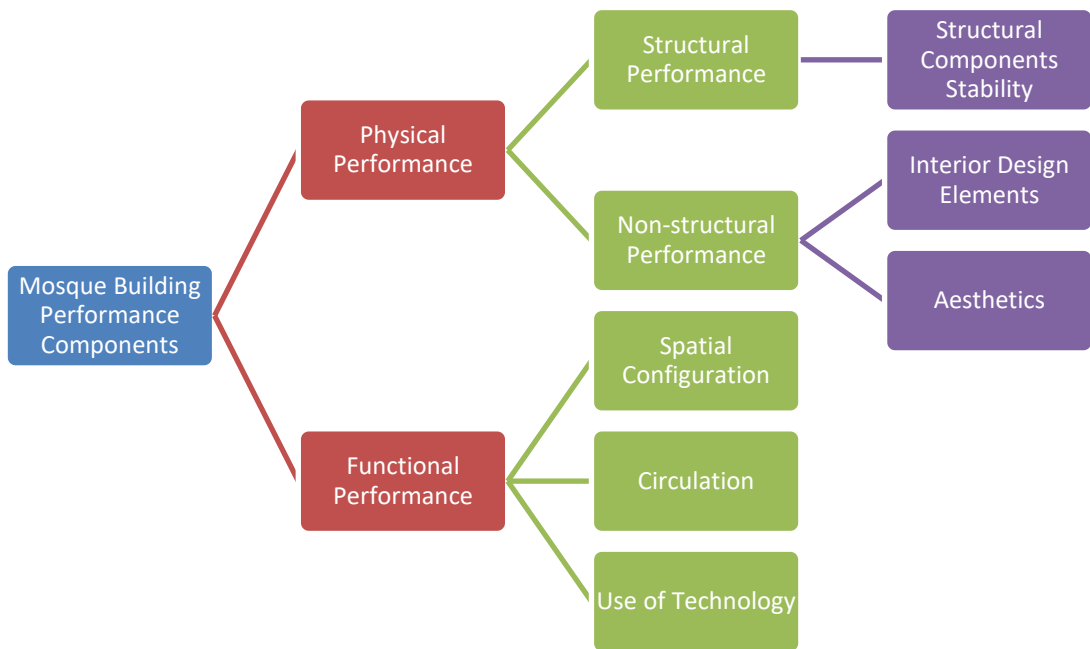 Mosque Building
Performance
Components
Physical
Performance
Functional
Performance
Structural
Performance
Non-structural
Performance
Spatial
Configuration
Circulation
Use of Technology
Structural
Components
Stability
Interior Design
Elements
Aesthetics